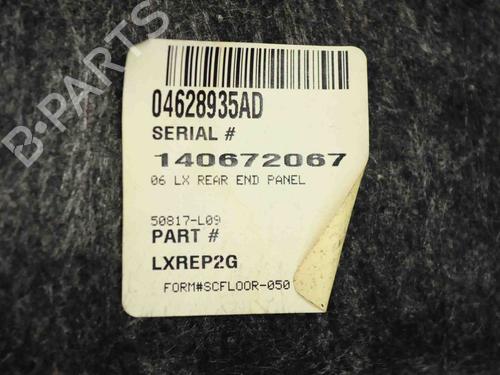 B-PARTS
04628935AD
SERIAL #
140672067
06 LX REAR END PANEL
50817-L09
PART #
LXREP2G
FORM#SCFLOOR-050